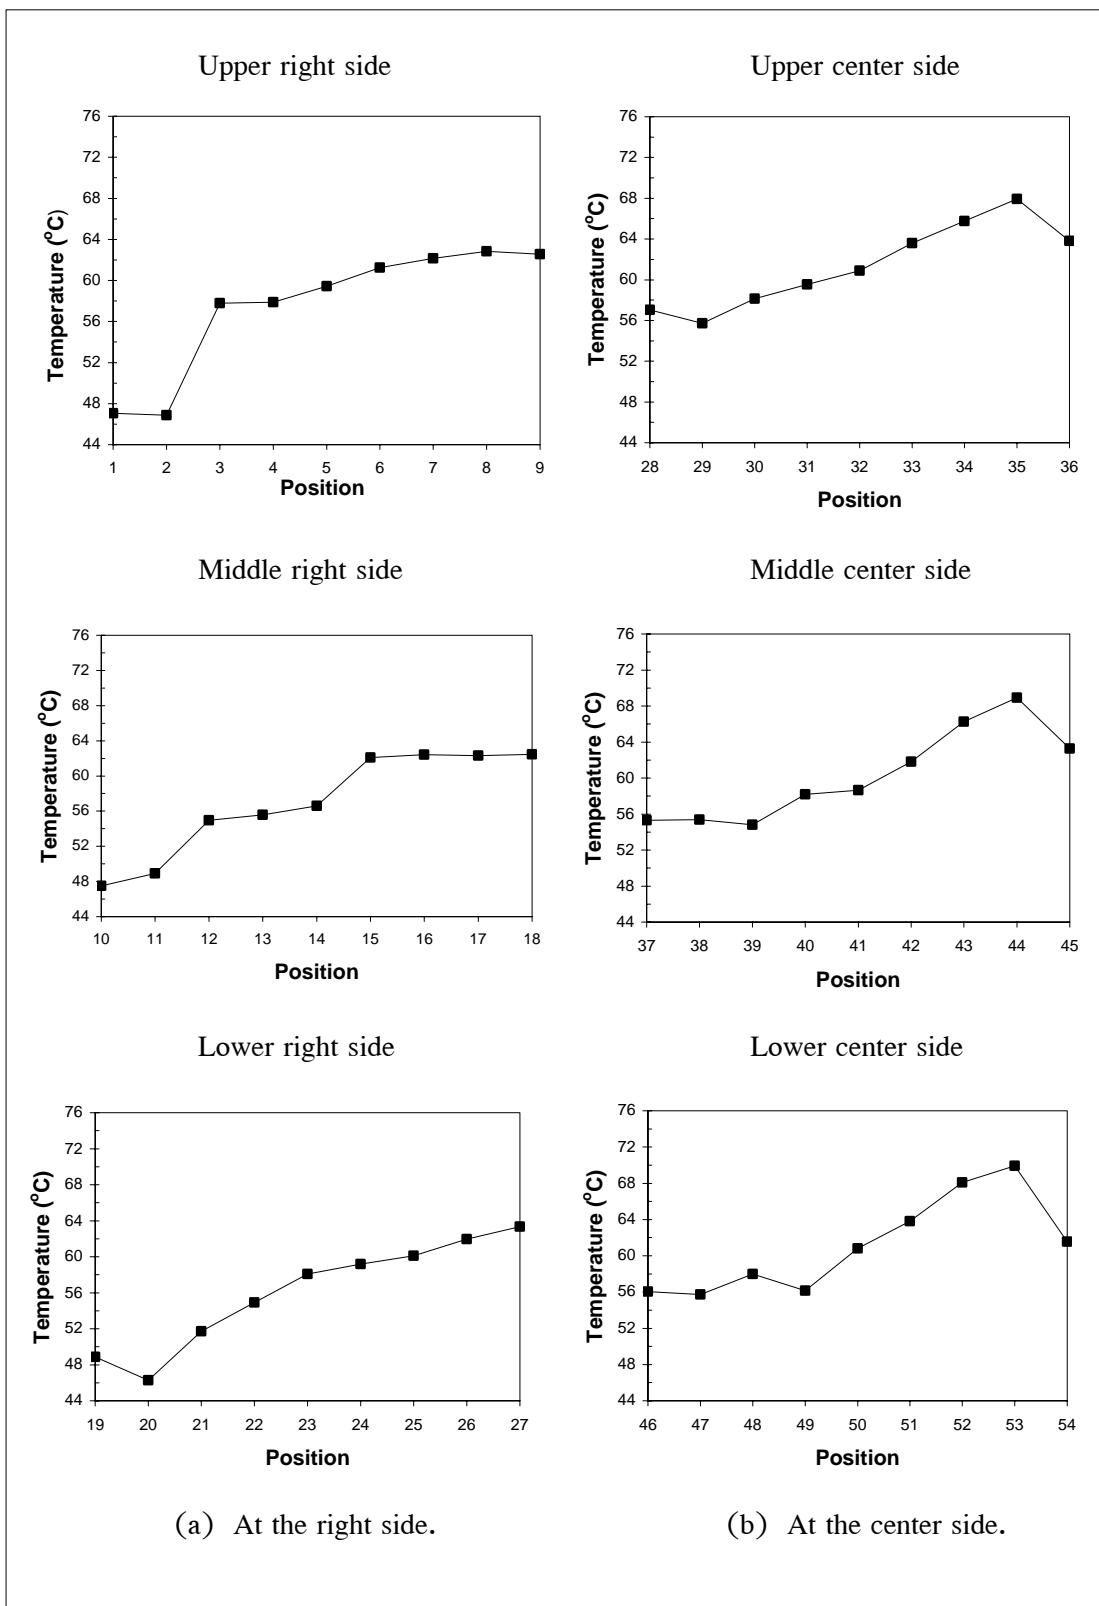 Upper right side
76
72
68
64
60
56
52
48
44
Temperature (°C)
1 2 3 4 5 6 7 8 9
Position
Upper center side
76
72
68
64
60
56
52
48
44
Temperature (°C)
28 29 30 31 32 33 34 35 36
Position
Middle right side
76
72
68
64
60
56
52
48
44
Temperature (°C)
10 11 12 13 14 15 16 17 18
Position
Middle center side
76
72
68
64
60
56
52
48
44
Temperature (°C)
37 38 39 40 41 42 43 44 45
Position
Lower right side
76
72
68
64
60
56
52
48
44
Temperature (°C)
19 20 21 22 23 24 25 26 27
Position
Lower center side
76
72
68
64
60
56
52
48
44
Temperature (°C)
46 47 48 49 50 51 52 53 54
Position
(a) At the right side.
(b) At the center side.